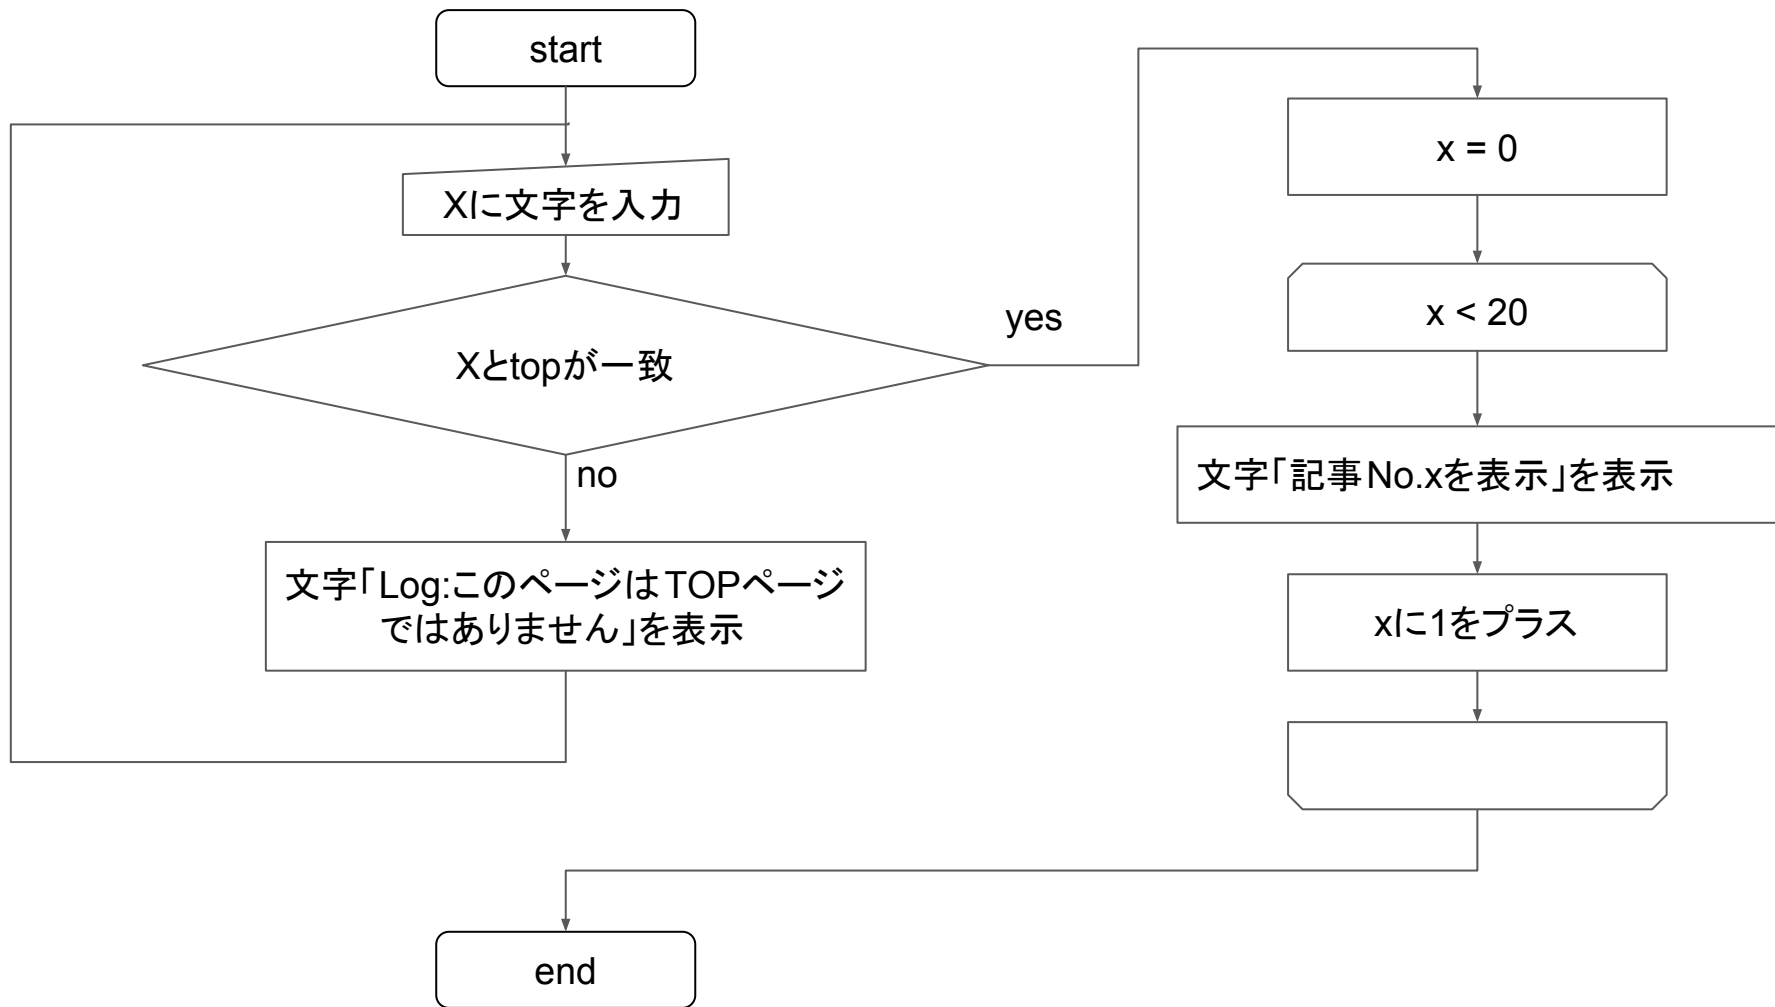 start
Xに文字を入力
Xとtopが一致
yes
no
文字「Log:このページはTOPページ
ではありません」を表示
x = 0
x < 20
文字「記事No.xを表示」を表示
xに1をプラス
end